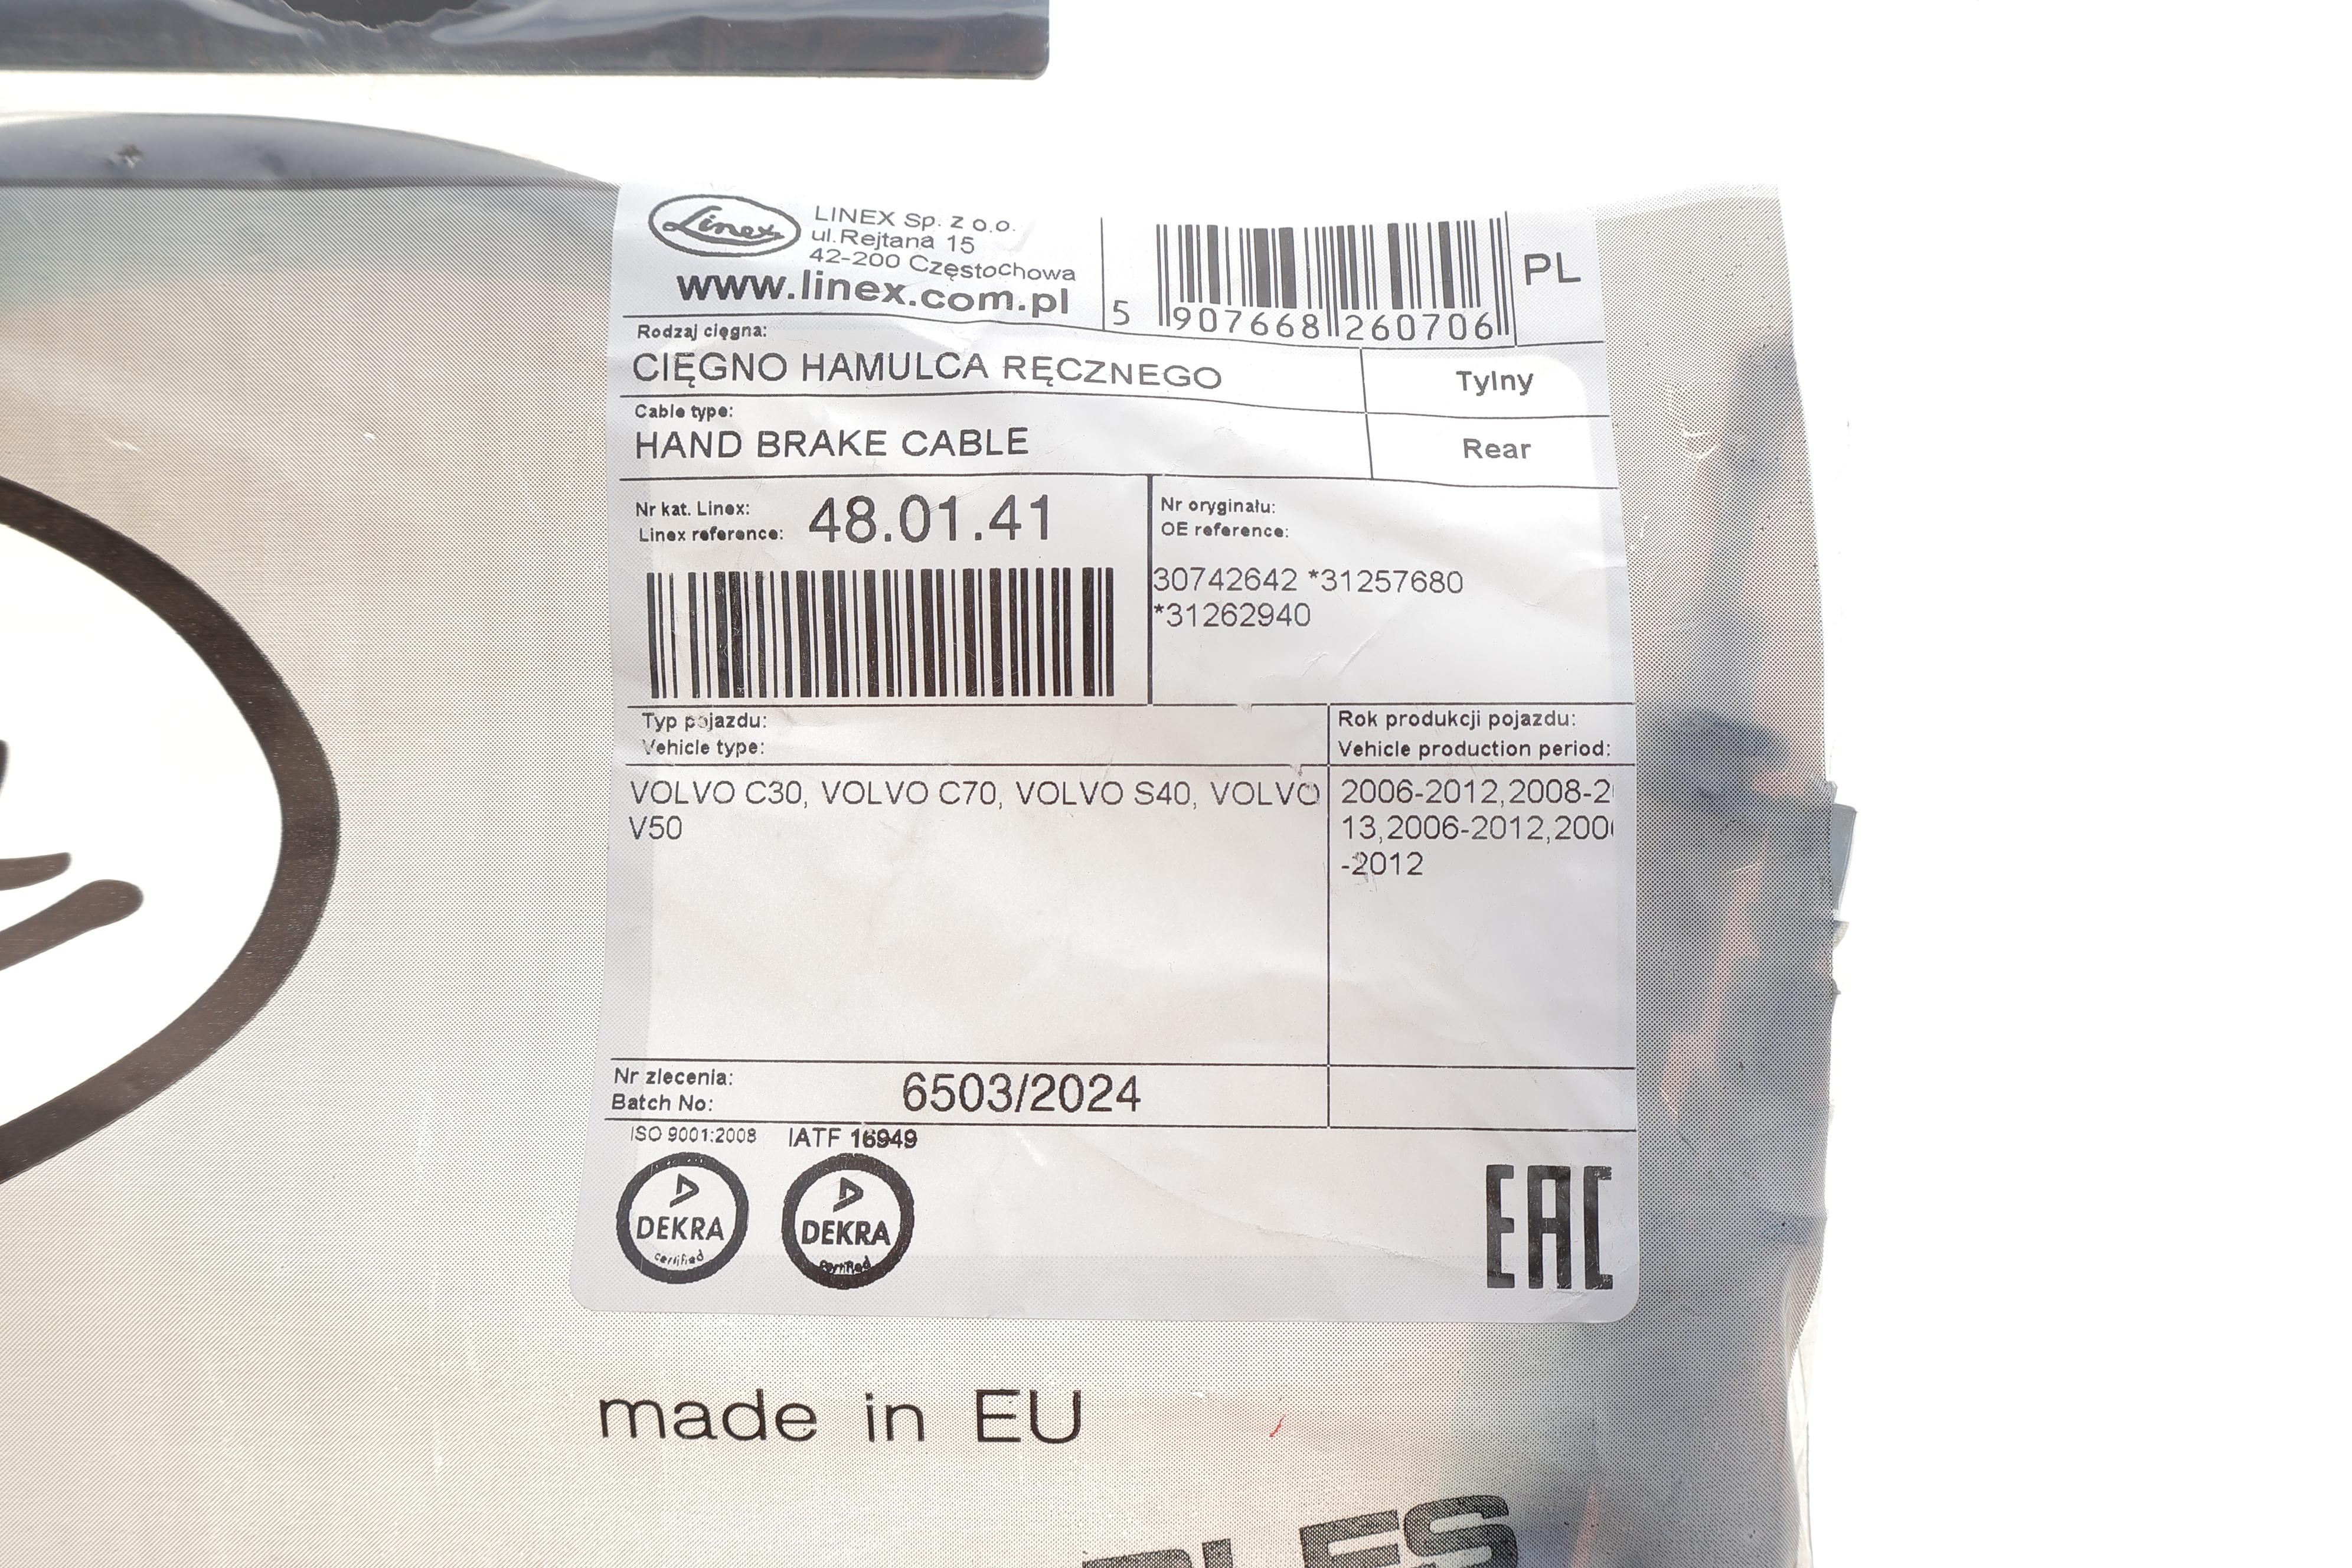 Linex
LINEX Sp. z o.o.
ul.Rejtana 15
42-200 Częstochowa
www.linex.com.pl
5 907668 260706
PL
Rodzaj cięgna:
CIĘGNO HAMULCA RĘCZNEGO
Tylny
Cable type:
HAND BRAKE CABLE
Rear
Nr kat. Linex:
Linex reference:
48.01.41
Nr oryginału:
OE reference:
30742642 *31257680
*31262940
Typ pojazdu:
Vehicle type:
Rok produkcji pojazdu:
Vehicle production period:
VOLVO C30, VOLVO C70, VOLVO S40, VOLVO
V50
2006-2012,2008-2
13,2006-2012,200
-2012
Nr zlecenia:
Batch No:
6503/2024
ISO 9001:2008
IATF 16949
DEKRA
certified
DEKRA
certified
EAC
made in EU